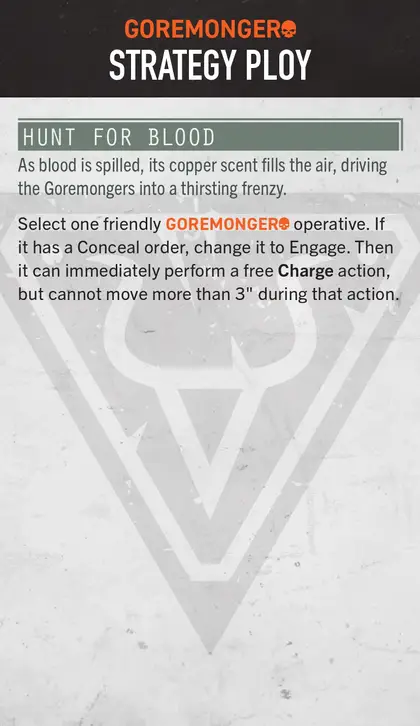 GOREMONGER
STRATEGY PLOY
HUNT FOR BLOOD
As blood is spilled, its copper scent fills the air, driving
the Goremongers into a thirsting frenzy.
Select one friendly GOREMONGER operative. If
it has a Conceal order, change it to Engage. Then
it can immediately perform a free Charge action,
but cannot move more than 3" during that action.